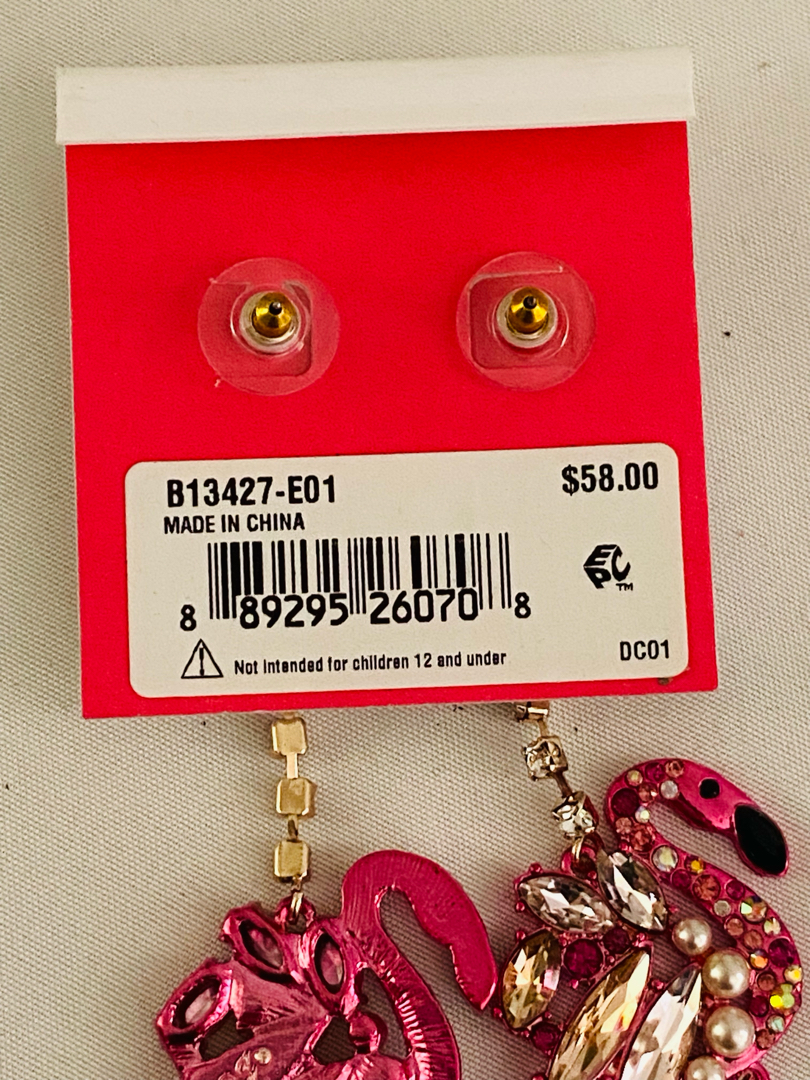 B13427-E01
$58.00
MADE IN CHINA
8 89295 26070 8
EPC™
Not intended for children 12 and under
DC01